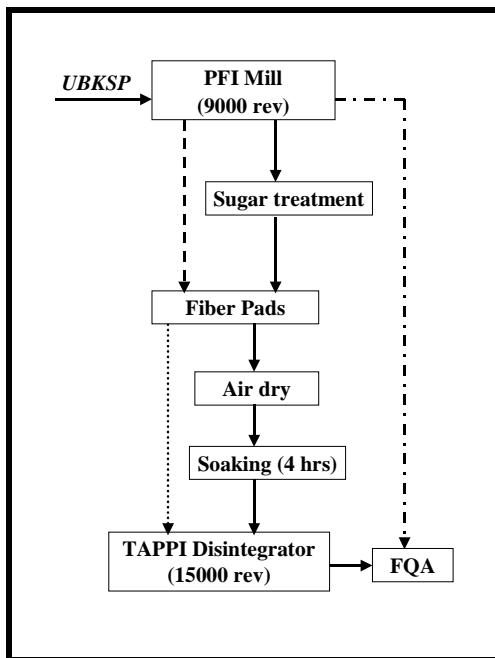 UBKSP
PFI Mill
(9000 rev)
Sugar treatment
Fiber Pads
Air dry
Soaking (4 hrs)
TAPPI Disintegrator
(15000 rev)
FQA